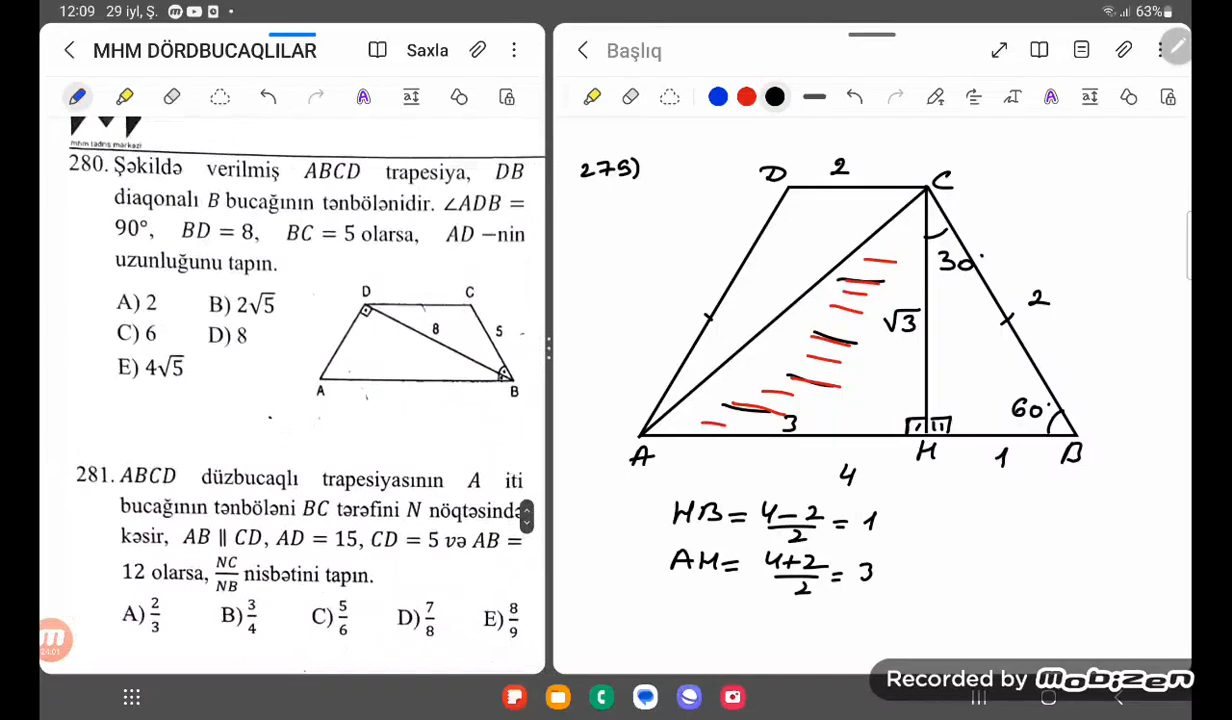 12:09 29 iyl, Ş.
63%
MHM DÖRDBUCAQLILAR
Saxla
Başlıq
mhm tədris mərkəzi
280. Şəkildə verilmiş ABCD trapesiya, DB
diaqonalı B bucağının tənbölənidir. ∠ADB =
90°, BD = 8, BC = 5 olarsa, AD −nin
uzunluğunu tapın.
A) 2 B) 2√5
C) 6 D) 8
E) 4√5
D C
8 5
A B
281. ABCD düzbucaqlı trapesiyasının A iti
bucağının tənböləni BC tərəfini N nöqtəsində
kəsir, AB ∥ CD, AD = 15, CD = 5 və AB =
12 olarsa, NC/NB nisbətini tapın.
A) 2/3 B) 3/4 C) 5/6 D) 7/8 E) 8/9
275)
D 2 C
30°
2
√3
60°
3
A H 1 B
4
HB = 4-2/2 = 1
AH = 4+2/2 = 3
Recorded by mobizen